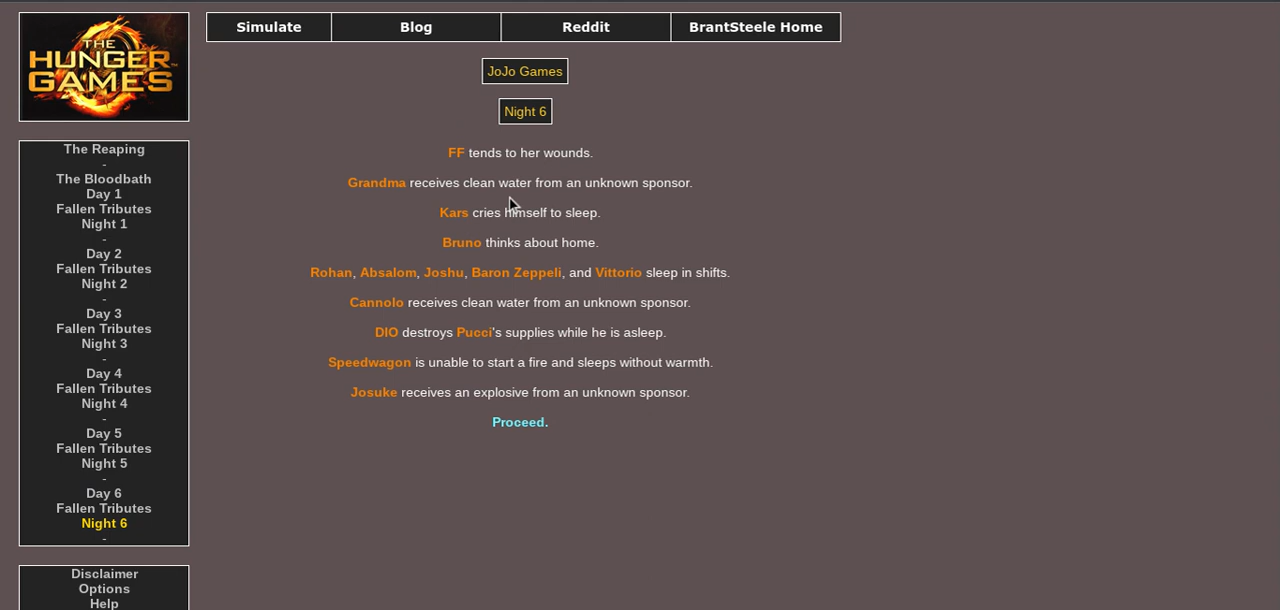 THE
HUNGER
GAMES
Simulate
Blog
Reddit
BrantSteele Home
JoJo Games
Night 6
The Reaping
-
The Bloodbath
Day 1
Fallen Tributes
Night 1
-
Day 2
Fallen Tributes
Night 2
-
Day 3
Fallen Tributes
Night 3
-
Day 4
Fallen Tributes
Night 4
-
Day 5
Fallen Tributes
Night 5
-
Day 6
Fallen Tributes
Night 6
-
Disclaimer
Options
Help
FF tends to her wounds.
Grandma receives clean water from an unknown sponsor.
Kars cries himself to sleep.
Bruno thinks about home.
Rohan, Absalom, Joshu, Baron Zeppeli, and Vittorio sleep in shifts.
Cannolo receives clean water from an unknown sponsor.
DIO destroys Pucci's supplies while he is asleep.
Speedwagon is unable to start a fire and sleeps without warmth.
Josuke receives an explosive from an unknown sponsor.
Proceed.